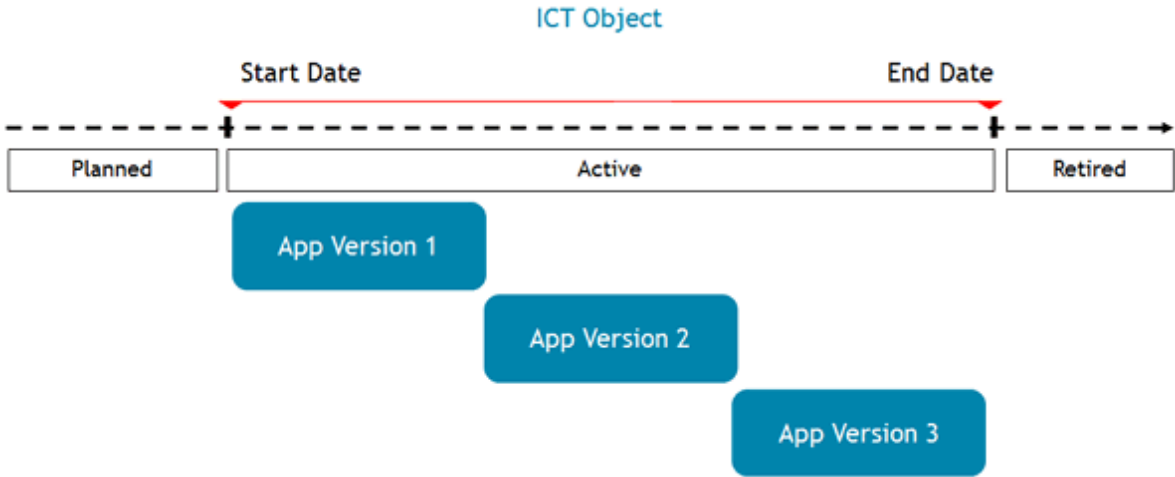 ICT Object
Start Date
End Date
Planned
Active
Retired
App Version 1
App Version 2
App Version 3